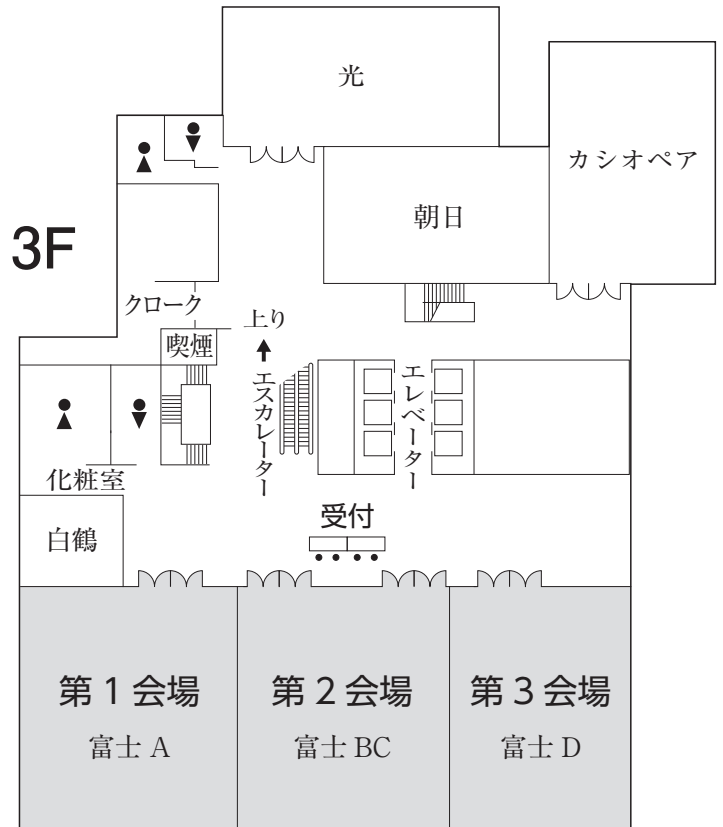 光
カシオペア
朝日
3F
クローク
上り
喫煙
エスカレーター
エレベーター
化粧室
受付
白鶴
第1会場
富士 A
第2会場
富士 BC
第3会場
富士 D